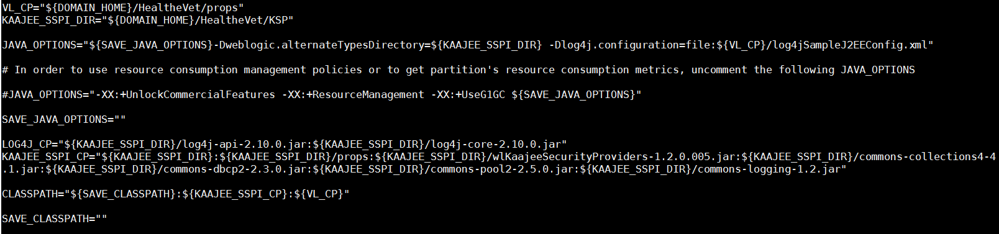 VL_CP="${DOMAIN_HOME}/HealtheVet/props"
KAAJEE_SSPI_DIR="${DOMAIN_HOME}/HealtheVet/KSP"
JAVA_OPTIONS="${SAVE_JAVA_OPTIONS}-Dweblogic.alternateTypesDirectory=${KAAJEE_SSPI_DIR} -Dlog4j.configuration=file:${VL_CP}/log4jSampleJ2EEConfig.xml"
# In order to use resource consumption management policies or to get partition's resource consumption metrics, uncomment the following JAVA_OPTIONS
#JAVA_OPTIONS="-XX:+UnlockCommercialFeatures -XX:+ResourceManagement -XX:+UseG1GC ${SAVE_JAVA_OPTIONS}"
SAVE_JAVA_OPTIONS=""
LOG4J_CP="${KAAJEE_SSPI_DIR}/log4j-api-2.10.0.jar:${KAAJEE_SSPI_DIR}/log4j-core-2.10.0.jar"
KAAJEE_SSPI_CP="${KAAJEE_SSPI_DIR}:${KAAJEE_SSPI_DIR}/props:${KAAJEE_SSPI_DIR}/wlKaajeeSecurityProviders-1.2.0.005.jar:${KAAJEE_SSPI_DIR}/commons-collections4-4
.1.jar:${KAAJEE_SSPI_DIR}/commons-dbcp2-2.3.0.jar:${KAAJEE_SSPI_DIR}/commons-pool2-2.5.0.jar:${KAAJEE_SSPI_DIR}/commons-logging-1.2.jar"
CLASSPATH="${SAVE_CLASSPATH}:${KAAJEE_SSPI_CP}:${VL_CP}"
SAVE_CLASSPATH=""